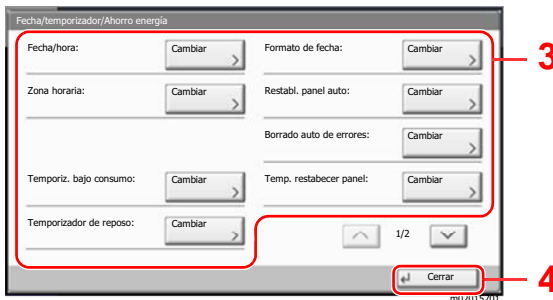 Fecha/temporizador/Ahorro energía
Fecha/hora: Cambiar Formato de fecha: Cambiar 3
Zona horaria: Cambiar Restabl. panel auto: Cambiar
Borrado auto de errores: Cambiar
Temporiz. bajo consumo: Cambiar Temp. restabecer panel: Cambiar
Temporizador de reposo: Cambiar 1/2
Cerrar 4
m02015201